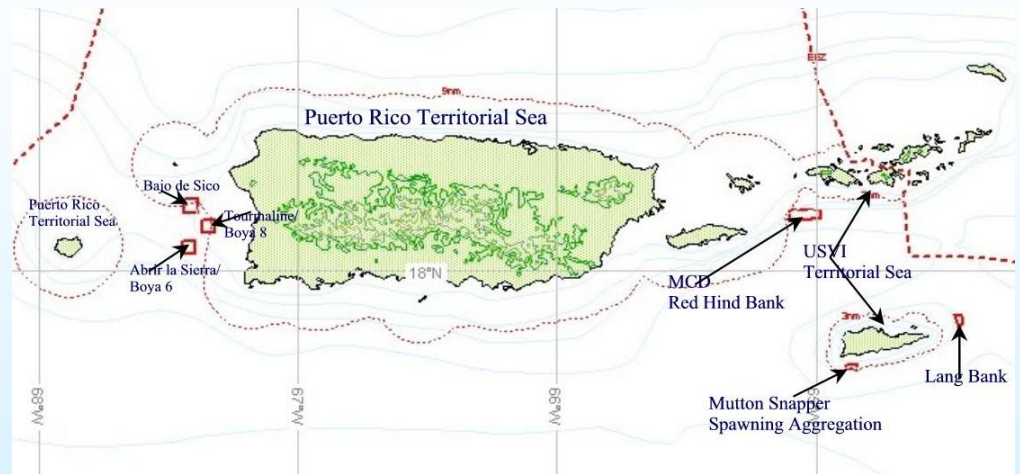 EEZ
9nm
Puerto Rico Territorial Sea
Bajo de Sico
Puerto Rico
Territorial Sea
Tourmaline/
Boya 8
Abrir la Sierra/
Boya 6
18°N
MCD
Red Hind Bank
USVI
Territorial Sea
3nm
Lang Bank
Mutton Snapper
Spawning Aggregation
68°W
67°W
66°W